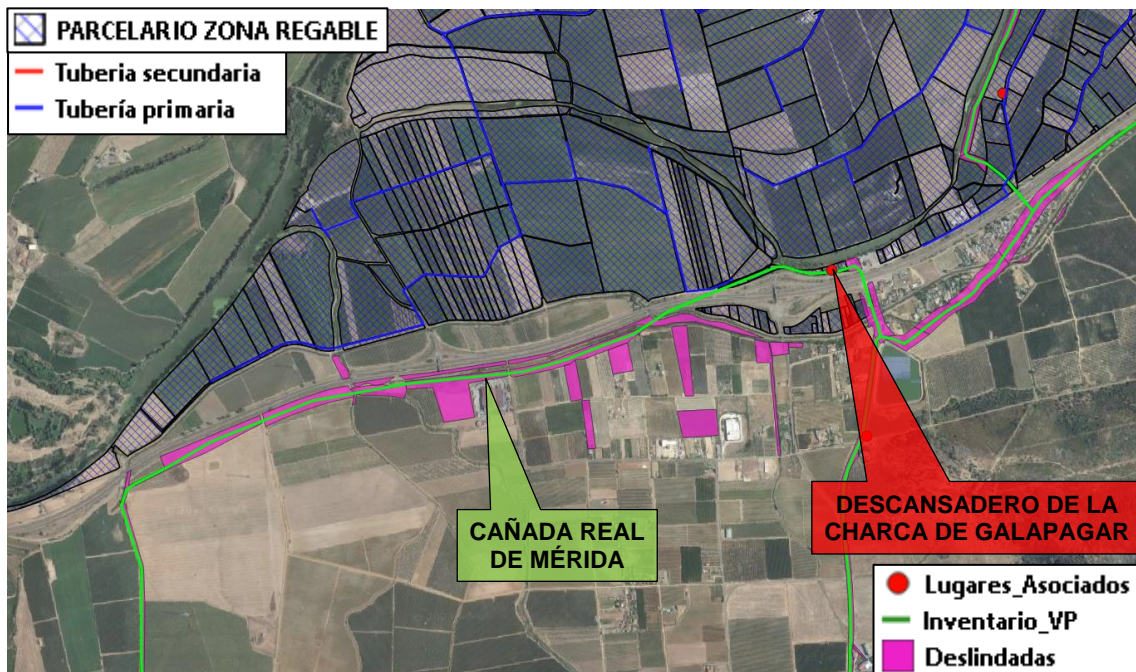 PARCELARIO ZONA REGABLE
Tuberia secundaria
Tubería primaria
CAÑADA REAL
DE MÉRIDA
DESCANSADERO DE LA
CHARCA DE GALAPAGAR
Lugares_Asociados
Inventario_VP
Deslindadas